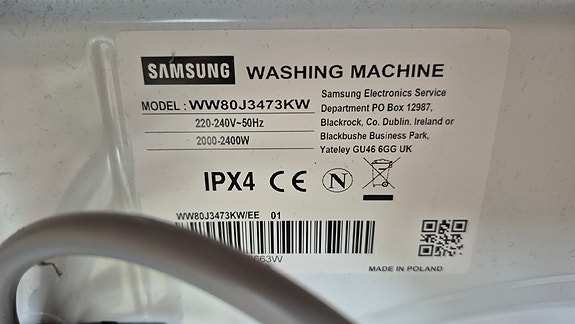 SAMSUNG WASHING MACHINE
MODEL : WW80J3473KW
220-240V~50Hz
2000-2400W
Samsung Electronics Service
Department PO Box 12987,
Blackrock, Co. Dublin. Ireland or
Blackbushe Business Park,
Yateley GU46 6GG UK
IPX4 CE N
WW80J3473KW/EE 01
MADE IN POLAND